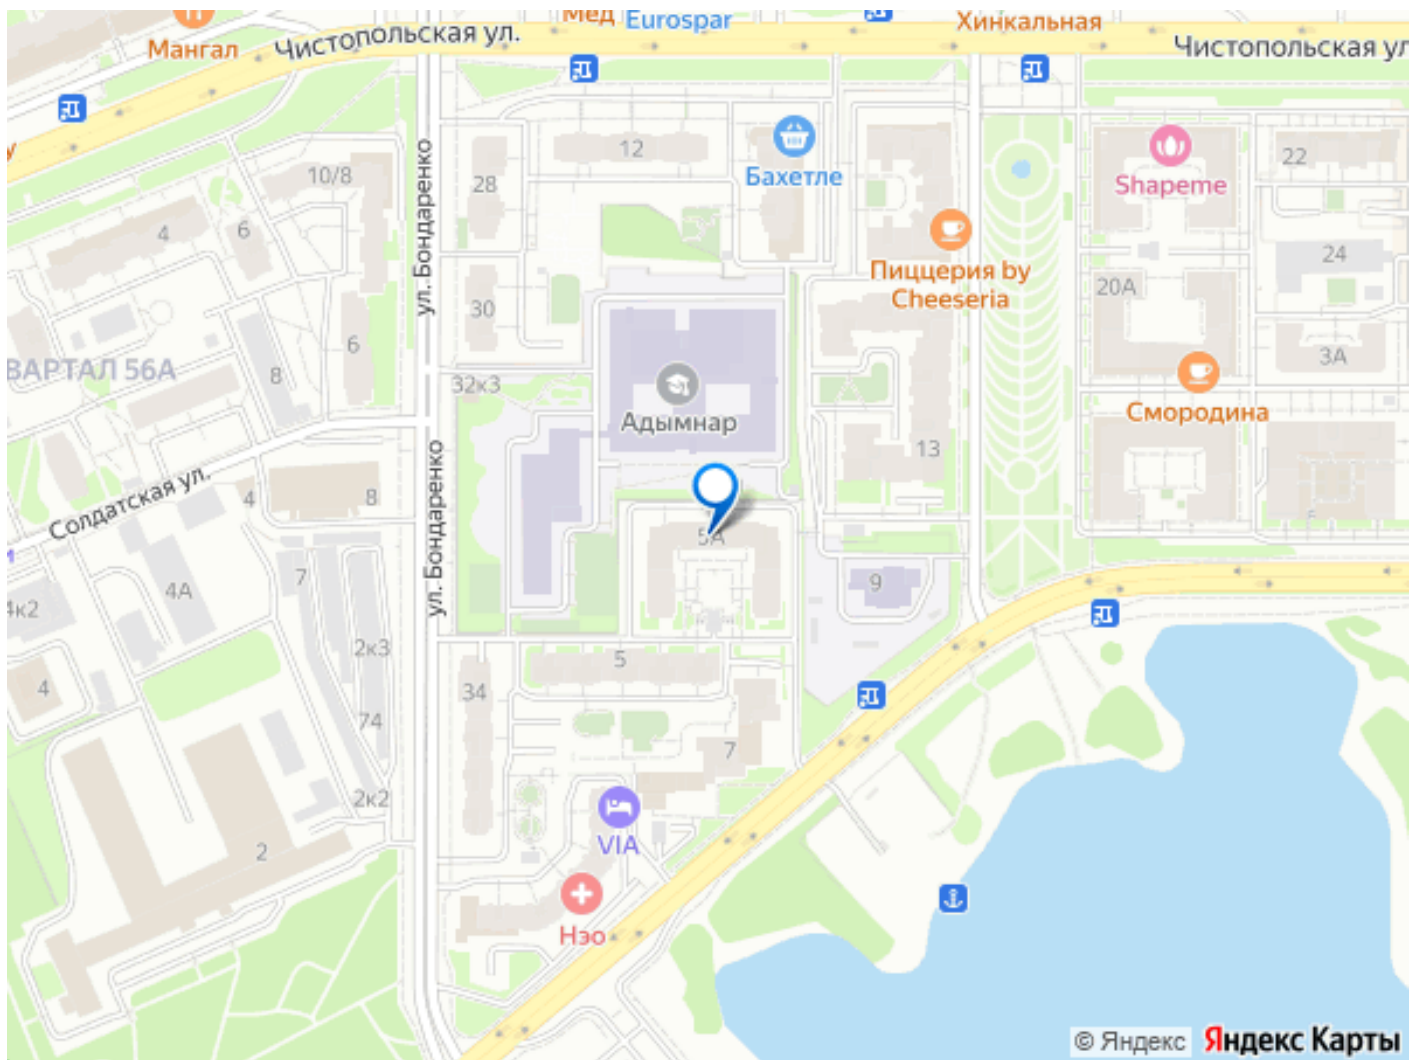 Мед
Eurospar
Хинкальная
Мангал
Чистопольская ул.
Чистопольская ул
у
12
Бахетле
Shapeme
22
10/8
28
ул. Бондаренко
4
6
24
Пиццерия by
Cheeseria
20А
30
6
3А
ВАРТАЛ 56А
8
32к3
Адымнар
Смородина
13
Солдатская ул.
4
8
ул. Бондаренко
5А
7
4А
9
4к2
2к3
5
4
34
74
7
2к2
VIA
2
Нэо
© Яндекс Яндекс Карты